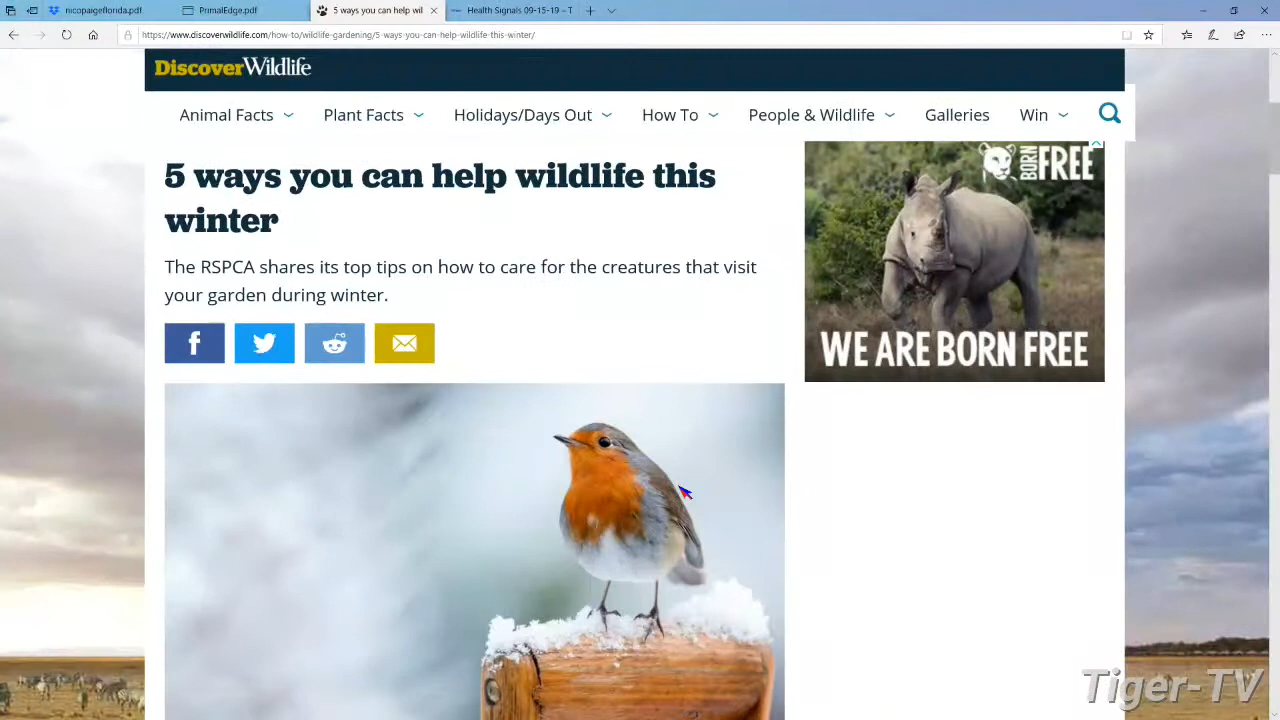 nicopaigeflorida.pdf
PrimalEdge.pdf
5 ways you can help wil
Health Signals 09-15-19 – T
https://www.discoverwildlife.com/how-to/wildlife-gardening/5-ways-you-can-help-wildlife-this-winter/
DiscoverWildlife
Animal Facts
Plant Facts
Holidays/Days Out
How To
People & Wildlife
Galleries
Win
5 ways you can help wildlife this
winter
The RSPCA shares its top tips on how to care for the creatures that visit
your garden during winter.
BORN
FREE
WE ARE BORN FREE
Tiger-TV